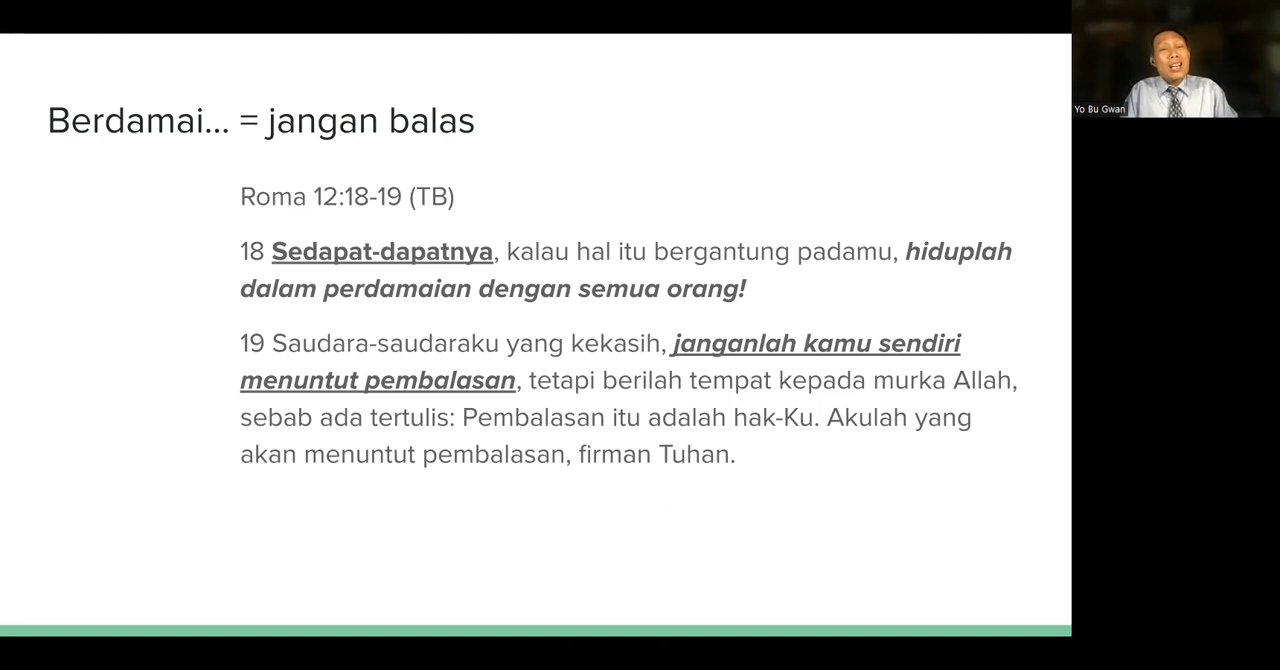 Berdamai... = jangan balas
Roma 12:18-19 (TB)
18 Sedapat-dapatnya, kalau hal itu bergantung padamu, hiduplah
dalam perdamaian dengan semua orang!
19 Saudara-saudaraku yang kekasih, janganlah kamu sendiri
menuntut pembalasan, tetapi berilah tempat kepada murka Allah,
sebab ada tertulis: Pembalasan itu adalah hak-Ku. Akulah yang
akan menuntut pembalasan, firman Tuhan.
Yo Bu Gwan